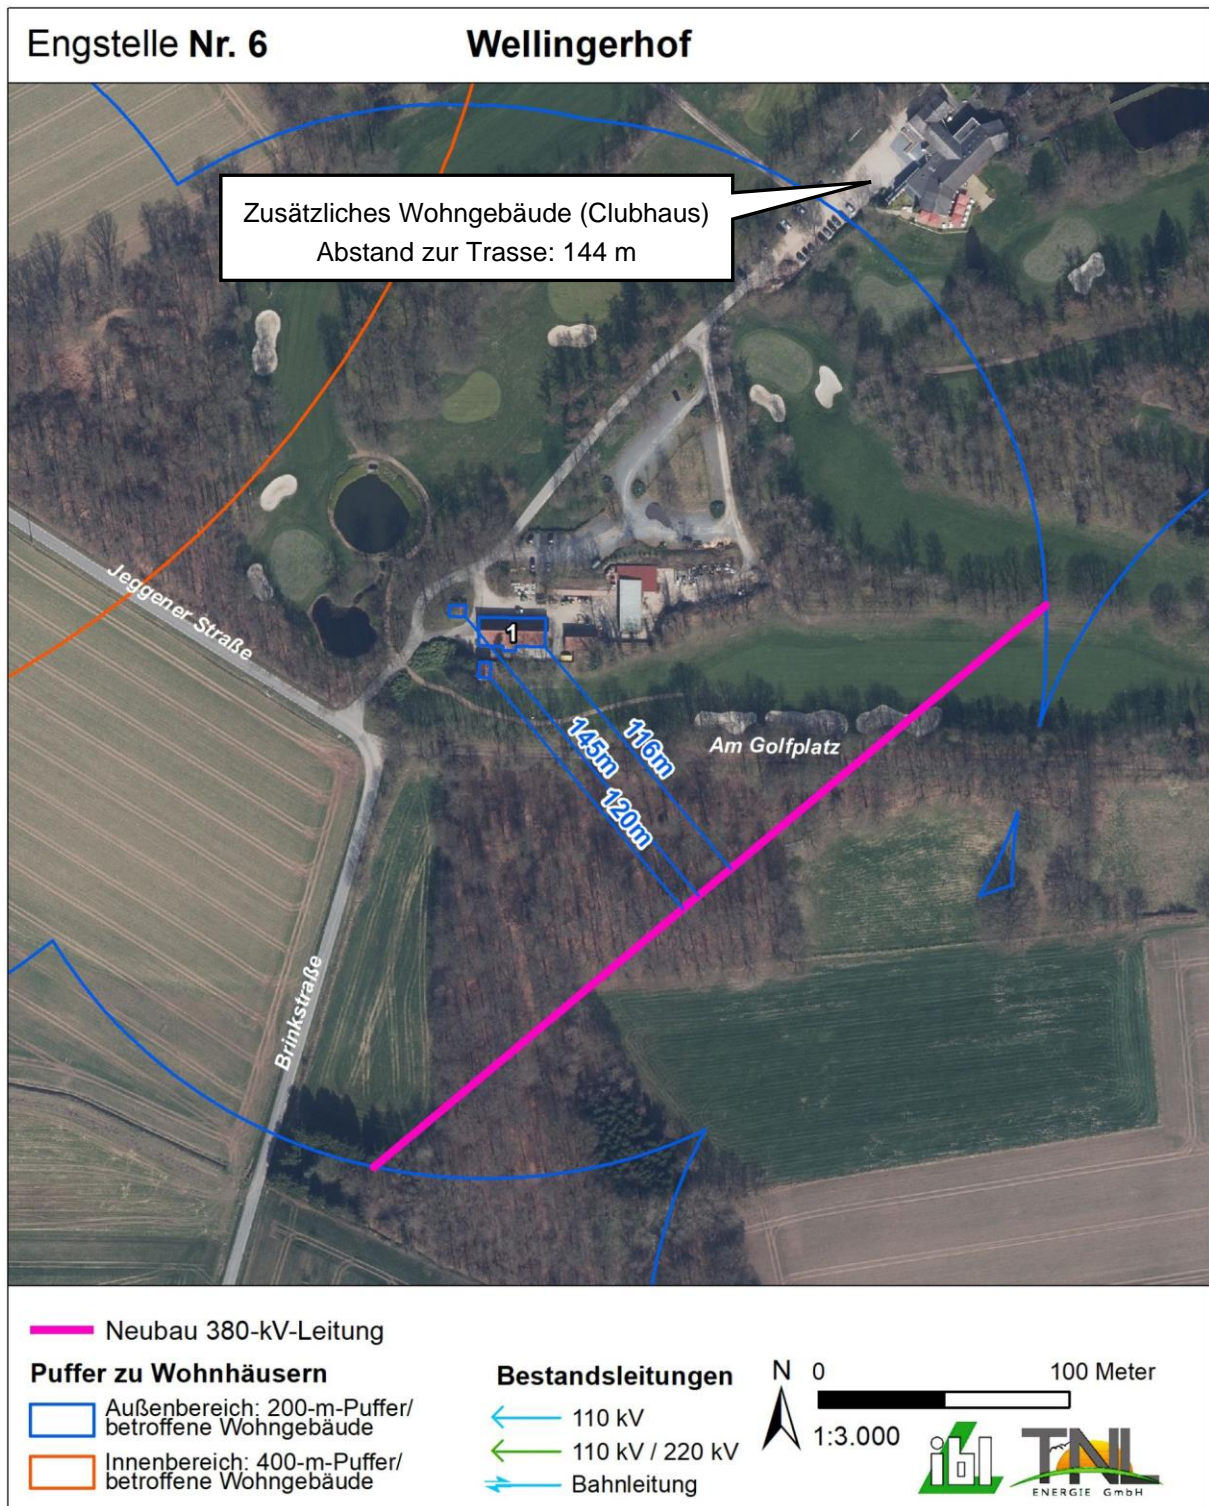 Engstelle Nr. 6 Wellingerhof
Zusätzliches Wohngebäude (Clubhaus)
Abstand zur Trasse: 144 m
Jeggener Straße
1
145m
116m
120m
Am Golfplatz
Brinkstraße
Neubau 380-kV-Leitung
Puffer zu Wohnhäusern
Außenbereich: 200-m-Puffer/
betroffene Wohngebäude
Innenbereich: 400-m-Puffer/
betroffene Wohngebäude
Bestandsleitungen
110 kV
110 kV / 220 kV
Bahnleitung
N
0 100 Meter
1:3.000
ibl
TNL
ENERGIE GmbH